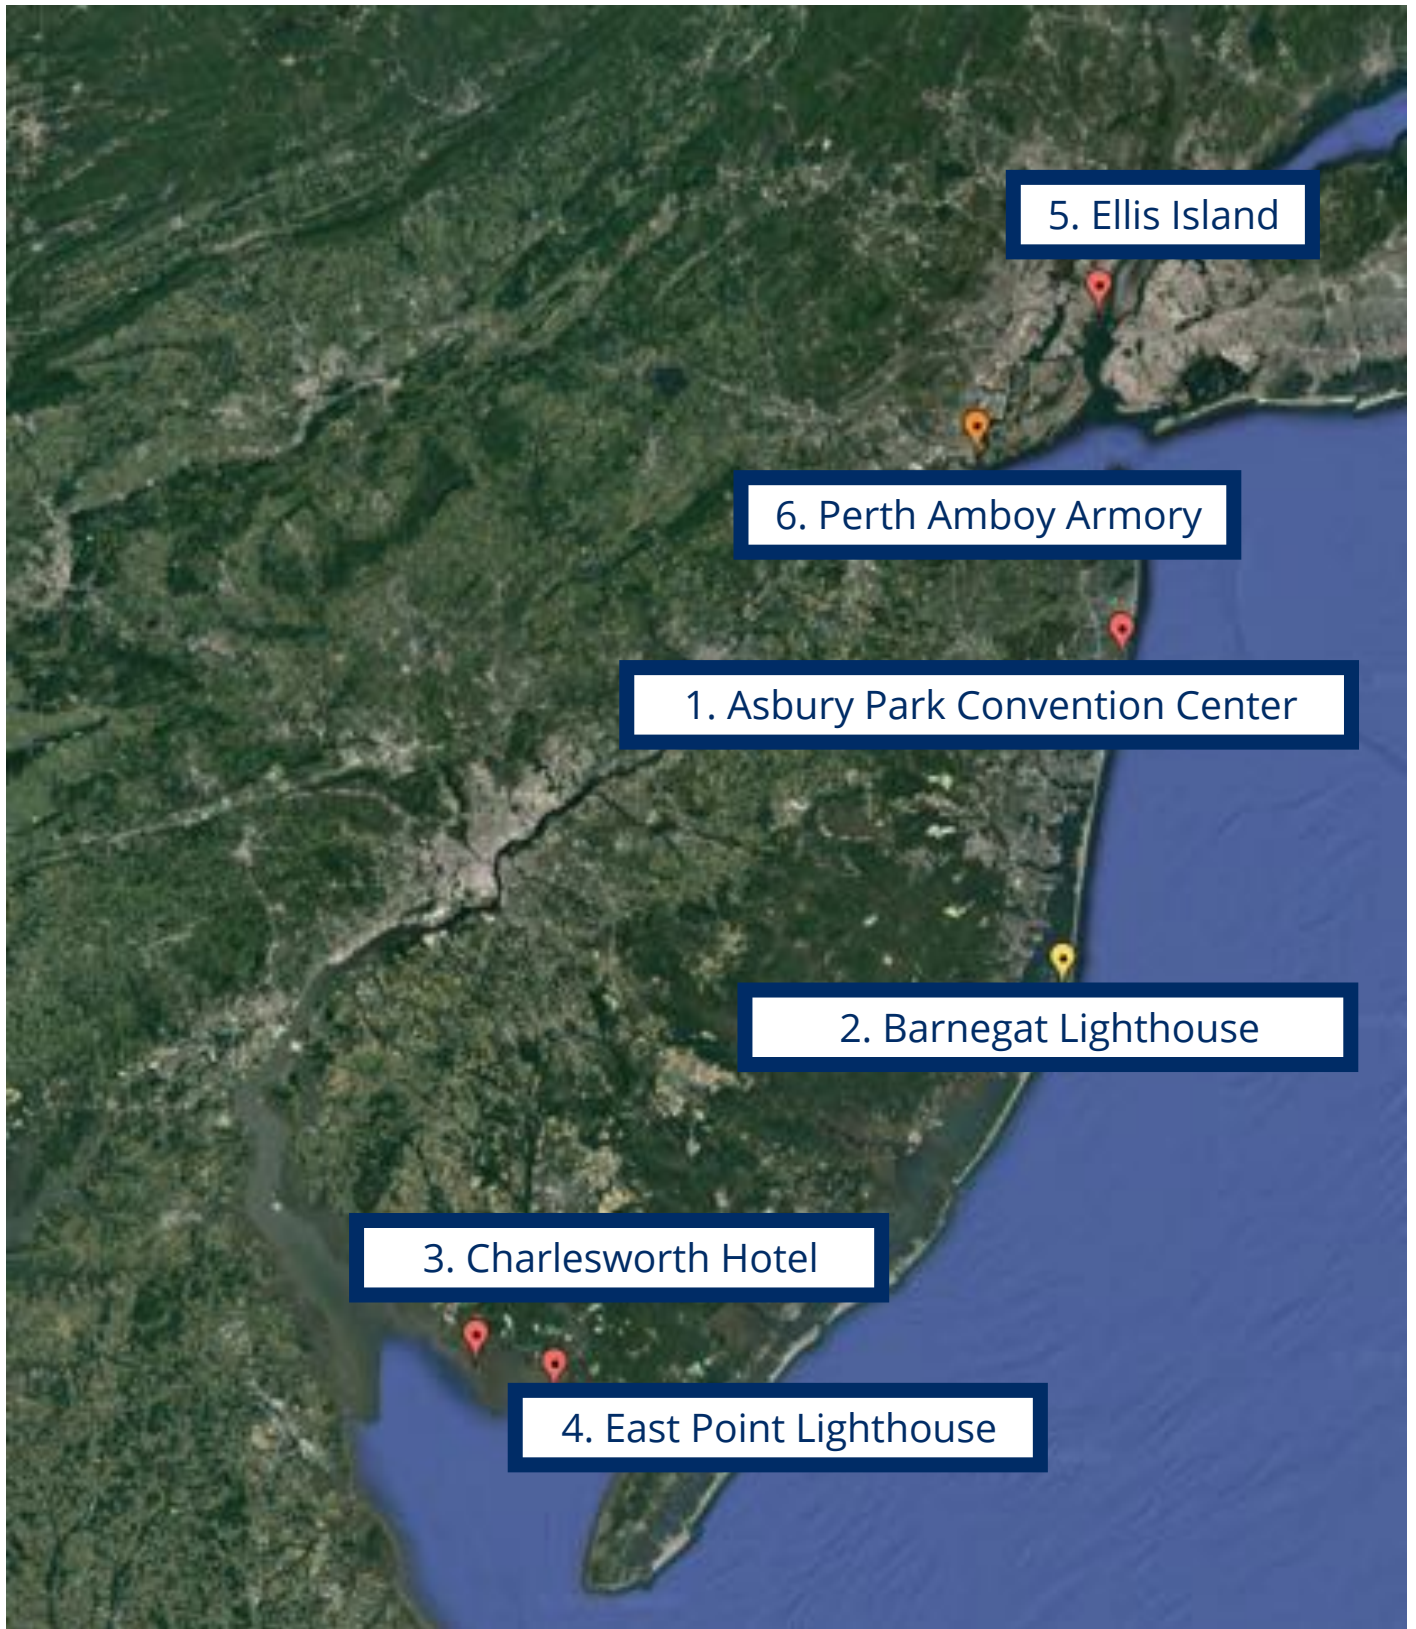 5. Ellis Island
6. Perth Amboy Armory
1. Asbury Park Convention Center
2. Barnegat Lighthouse
3. Charlesworth Hotel
4. East Point Lighthouse